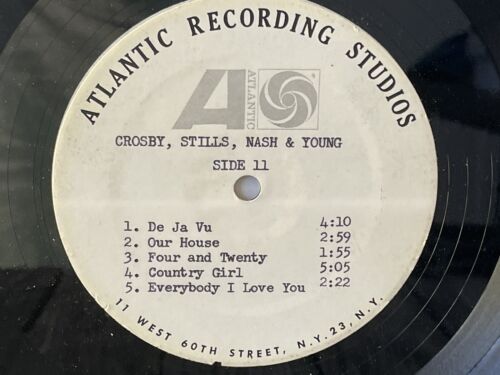 ATLANTIC RECORDING STUDIOS
ATLANTIC
CROSBY, STILLS, NASH & YOUNG
SIDE 11
1. De Ja Vu 4:10
2. Our House 2:59
3. Four and Twenty 1:55
4. Country Girl 5:05
5. Everybody I Love You 2:22
11 WEST 60TH STREET, N.Y. 23, N.Y.